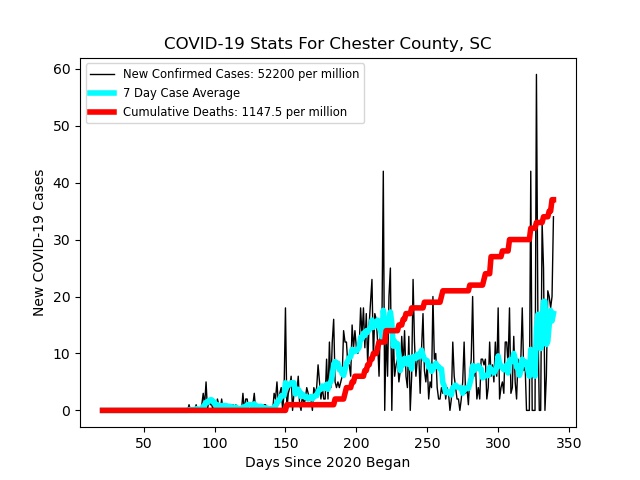 COVID-19 Stats For Chester County, SC
New Confirmed Cases: 52200 per million
7 Day Case Average
Cumulative Deaths: 1147.5 per million
New COVID-19 Cases
60
50
40
30
20
10
0
50 100 150 200 250 300 350
Days Since 2020 Began